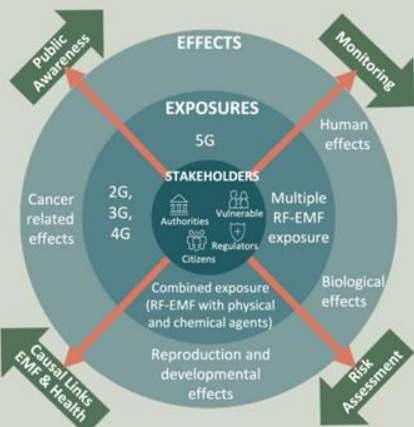 EFFECTS
Public
Awareness
Monitoring
EXPOSURES
5G
Human
effects
STAKEHOLDERS
Authorities
Vulnerable
Citizens
Regulators
2G,
3G,
4G
Multiple
RF-EMF
exposure
Cancer
related
effects
Combined exposure
(RF-EMF with physical
and chemical agents)
Biological
effects
Reproduction and
developmental
effects
Causal Links
EMF & Health
Risk
Assessment